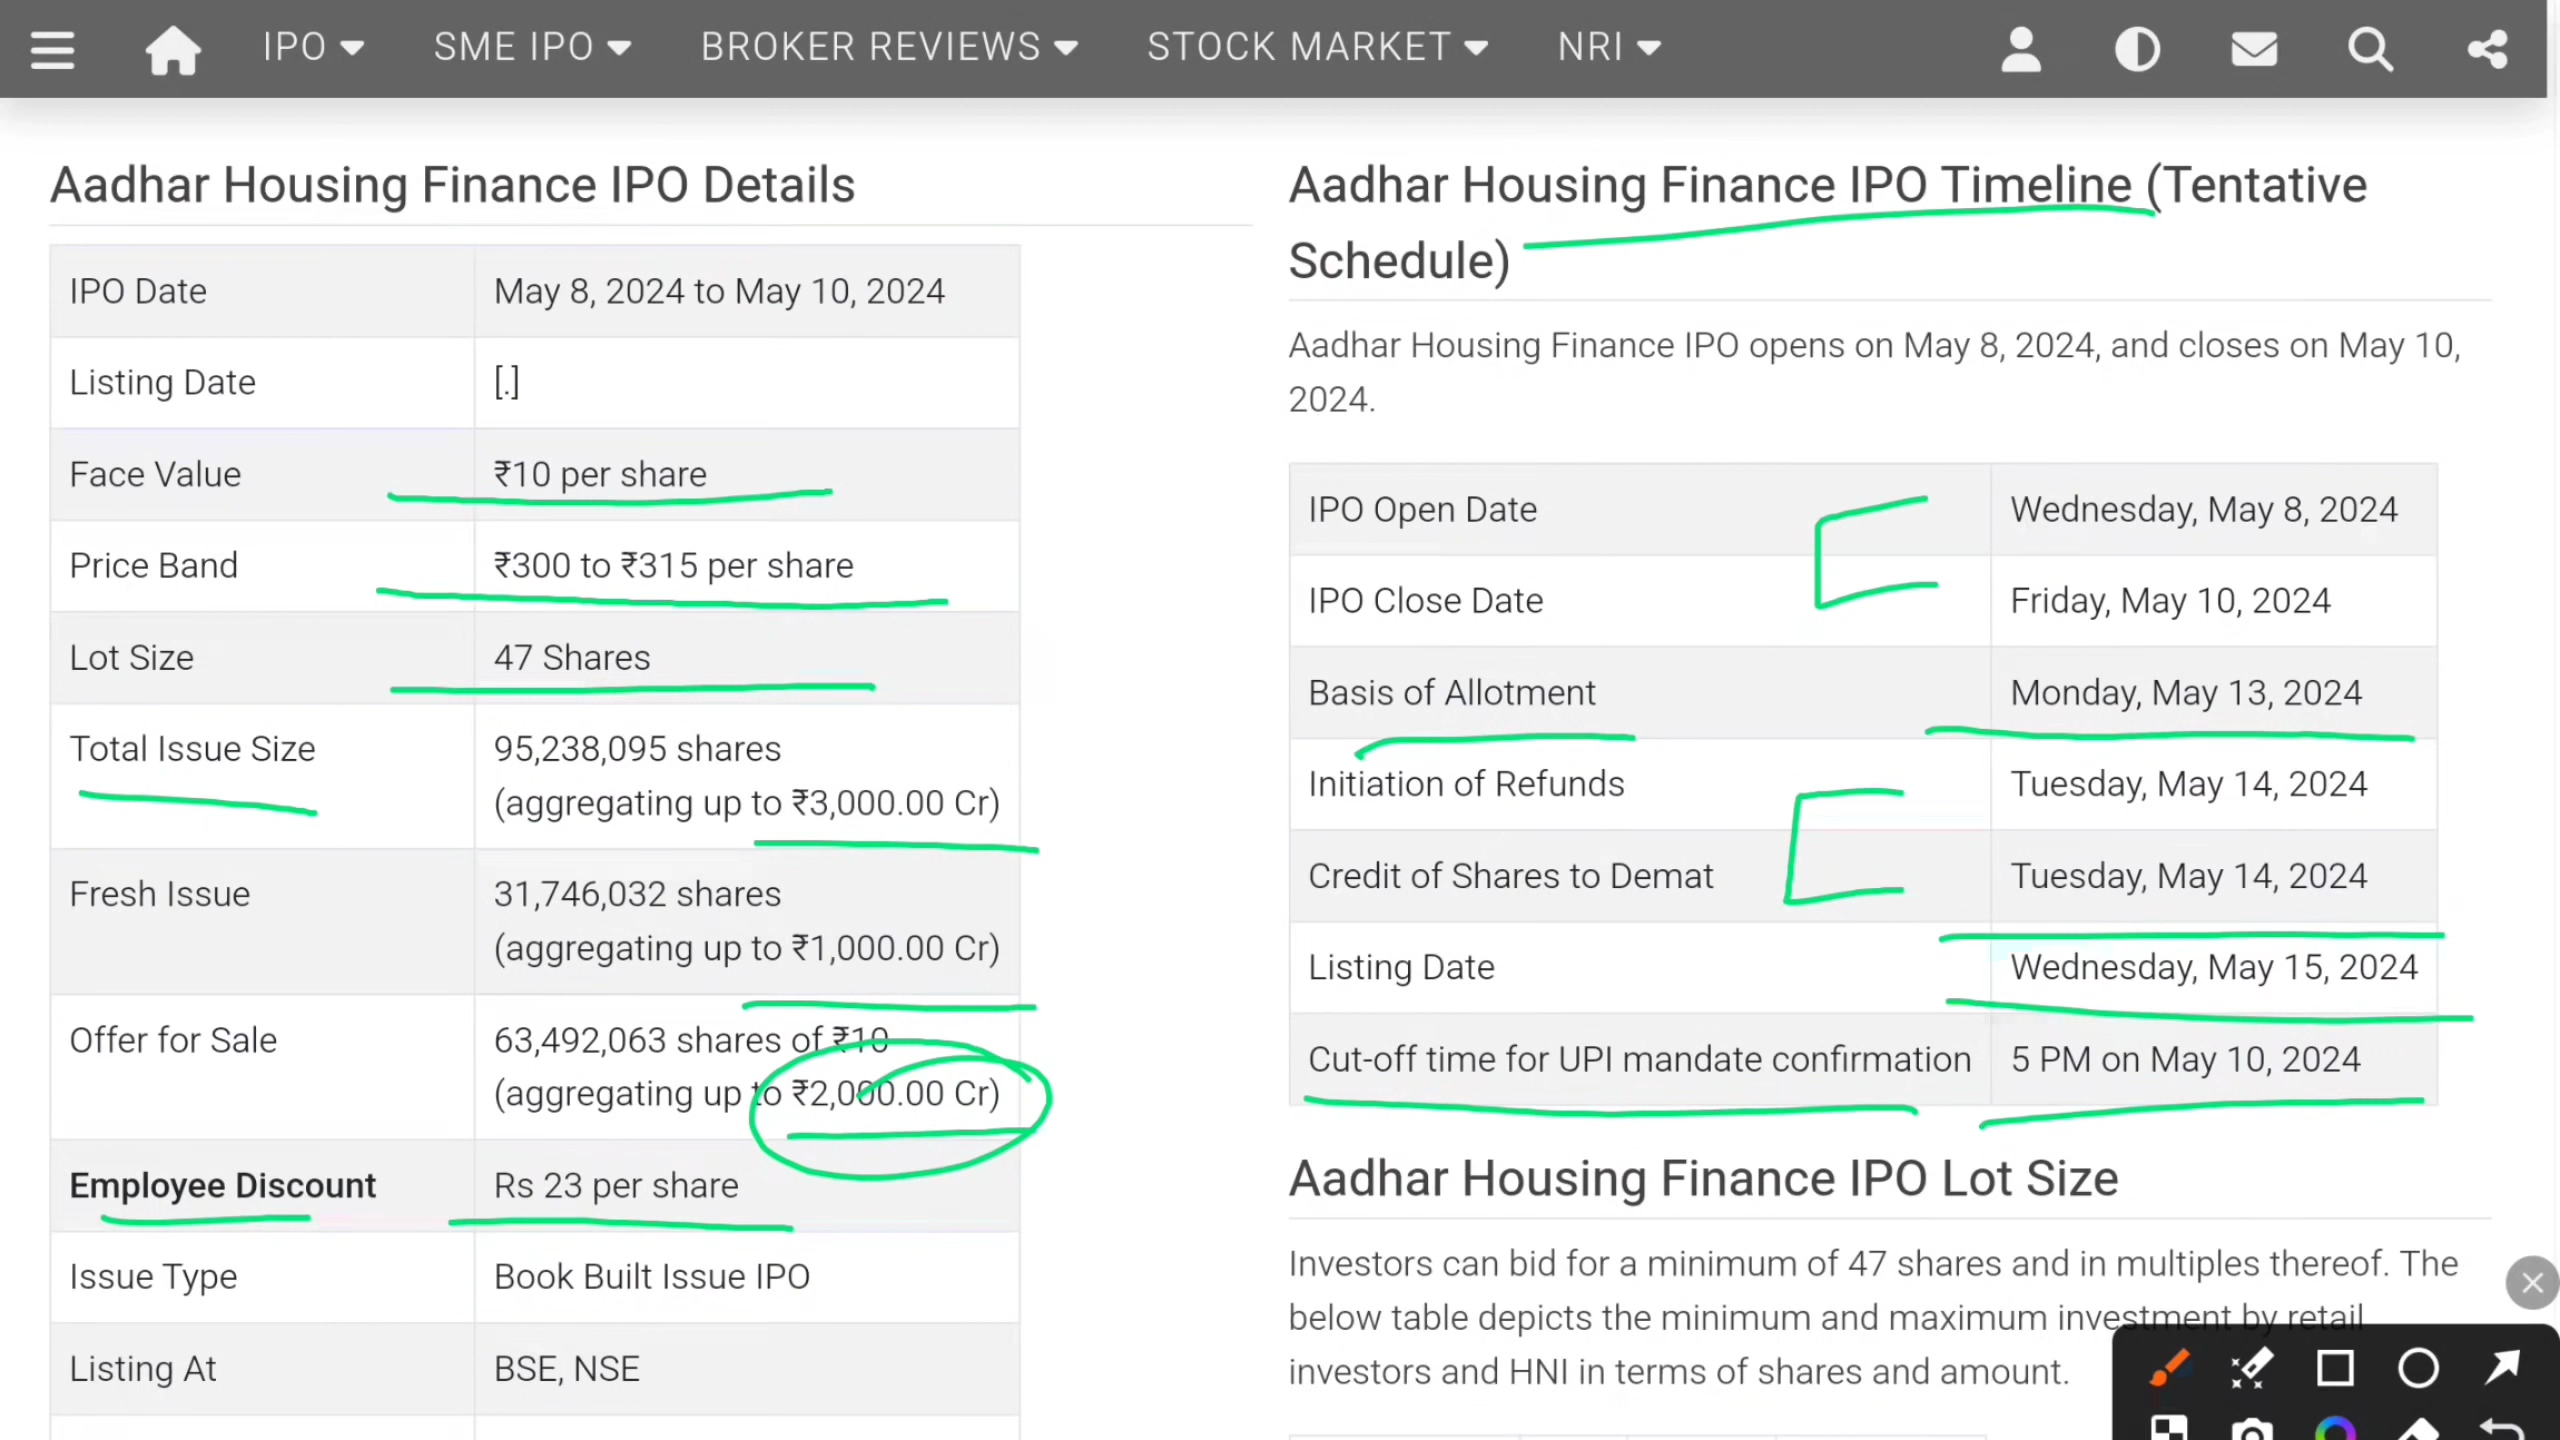 IPO SME IPO BROKER REVIEWS STOCK MARKET NRI
Aadhar Housing Finance IPO Details
IPO Date May 8, 2024 to May 10, 2024
Listing Date [.]
Face Value ₹10 per share
Price Band ₹300 to ₹315 per share
Lot Size 47 Shares
Total Issue Size 95,238,095 shares
(aggregating up to ₹3,000.00 Cr)
Fresh Issue 31,746,032 shares
(aggregating up to ₹1,000.00 Cr)
Offer for Sale 63,492,063 shares of ₹10
(aggregating up to ₹2,000.00 Cr)
Employee Discount Rs 23 per share
Issue Type Book Built Issue IPO
Listing At BSE, NSE
Aadhar Housing Finance IPO Timeline (Tentative
Schedule)
Aadhar Housing Finance IPO opens on May 8, 2024, and closes on May 10,
2024.
IPO Open Date Wednesday, May 8, 2024
IPO Close Date Friday, May 10, 2024
Basis of Allotment Monday, May 13, 2024
Initiation of Refunds Tuesday, May 14, 2024
Credit of Shares to Demat Tuesday, May 14, 2024
Listing Date Wednesday, May 15, 2024
Cut-off time for UPI mandate confirmation 5 PM on May 10, 2024
Aadhar Housing Finance IPO Lot Size
Investors can bid for a minimum of 47 shares and in multiples thereof. The
below table depicts the minimum and maximum investment by retail
investors and HNI in terms of shares and amount.